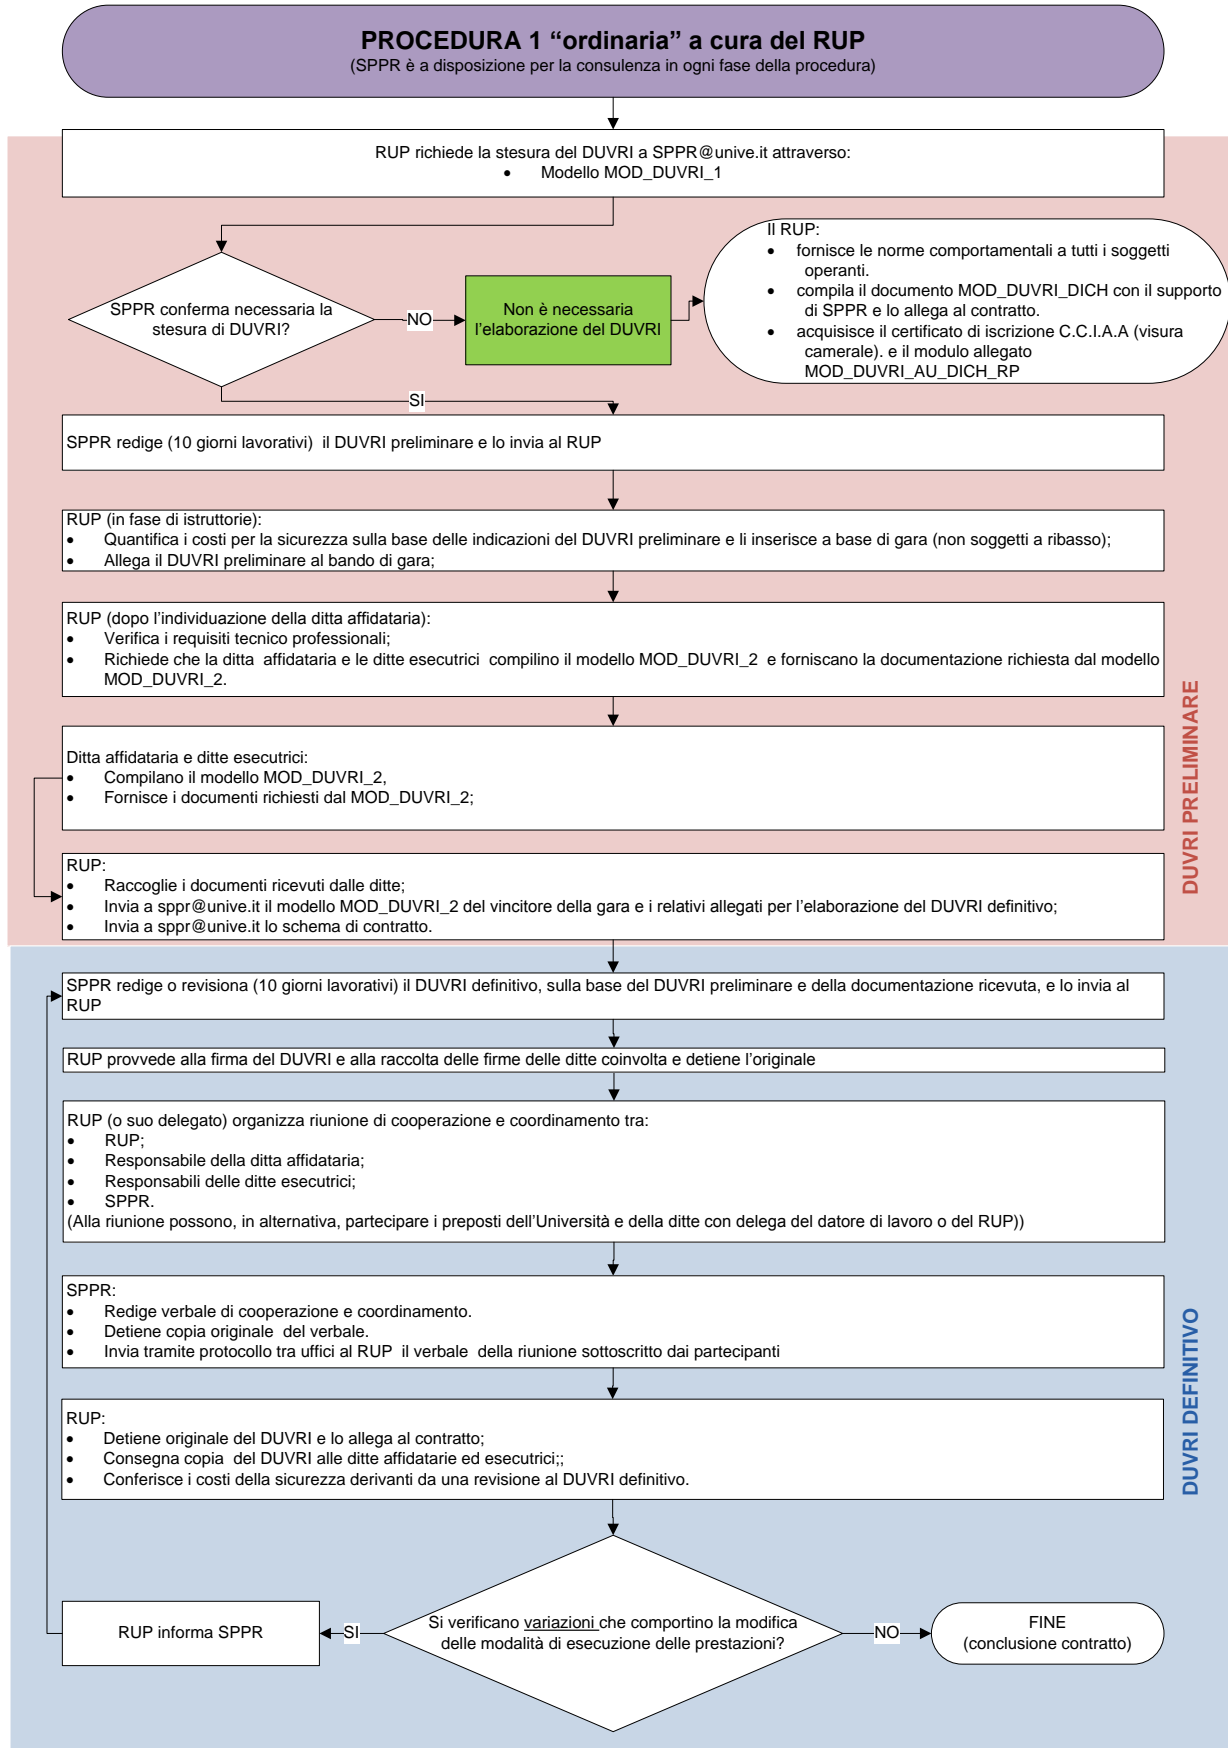 PROCEDURA 1 “ordinaria” a cura del RUP
(SPPR è a disposizione per la consulenza in ogni fase della procedura)
RUP richiede la stesura del DUVRI a SPPR@unive.it attraverso:
• Modello MOD_DUVRI_1
SPPR conferma necessaria la
stesura di DUVRI?
NO
Non è necessaria
l’elaborazione del DUVRI
Il RUP:
• fornisce le norme comportamentali a tutti i soggetti
operanti.
• compila il documento MOD_DUVRI_DICH con il supporto
di SPPR e lo allega al contratto.
• acquisisce il certificato di iscrizione C.C.I.A.A (visura
camerale). e il modulo allegato
MOD_DUVRI_AU_DICH_RP
SI
SPPR redige (10 giorni lavorativi)  il DUVRI preliminare e lo invia al RUP
RUP (in fase di istruttorie):
• Quantifica i costi per la sicurezza sulla base delle indicazioni del DUVRI preliminare e li inserisce a base di gara (non soggetti a ribasso);
• Allega il DUVRI preliminare al bando di gara;
RUP (dopo l’individuazione della ditta affidataria):
• Verifica i requisiti tecnico professionali;
• Richiede che la ditta  affidataria e le ditte esecutrici  compilino il modello MOD_DUVRI_2  e forniscano la documentazione richiesta dal modello
MOD_DUVRI_2.
Ditta affidataria e ditte esecutrici:
• Compilano il modello MOD_DUVRI_2,
• Fornisce i documenti richiesti dal MOD_DUVRI_2;
RUP:
• Raccoglie i documenti ricevuti dalle ditte;
• Invia a sppr@unive.it il modello MOD_DUVRI_2 del vincitore della gara e i relativi allegati per l’elaborazione del DUVRI definitivo;
• Invia a sppr@unive.it lo schema di contratto.
DUVRI PRELIMINARE
SPPR redige o revisiona (10 giorni lavorativi) il DUVRI definitivo, sulla base del DUVRI preliminare e della documentazione ricevuta, e lo invia al
RUP
RUP provvede alla firma del DUVRI e alla raccolta delle firme delle ditte coinvolta e detiene l’originale
RUP (o suo delegato) organizza riunione di cooperazione e coordinamento tra:
• RUP;
• Responsabile della ditta affidataria;
• Responsabili delle ditte esecutrici;
• SPPR.
(Alla riunione possono, in alternativa, partecipare i preposti dell’Università e della ditte con delega del datore di lavoro o del RUP))
SPPR:
• Redige verbale di cooperazione e coordinamento.
• Detiene copia originale  del verbale.
• Invia tramite protocollo tra uffici al RUP  il verbale  della riunione sottoscritto dai partecipanti
RUP:
• Detiene originale del DUVRI e lo allega al contratto;
• Consegna copia  del DUVRI alle ditte affidatarie ed esecutrici;;
• Conferisce i costi della sicurezza derivanti da una revisione al DUVRI definitivo.
DUVRI DEFINITIVO
Si verificano variazioni che comportino la modifica
delle modalità di esecuzione delle prestazioni?
SI
RUP informa SPPR
NO
FINE
(conclusione contratto)